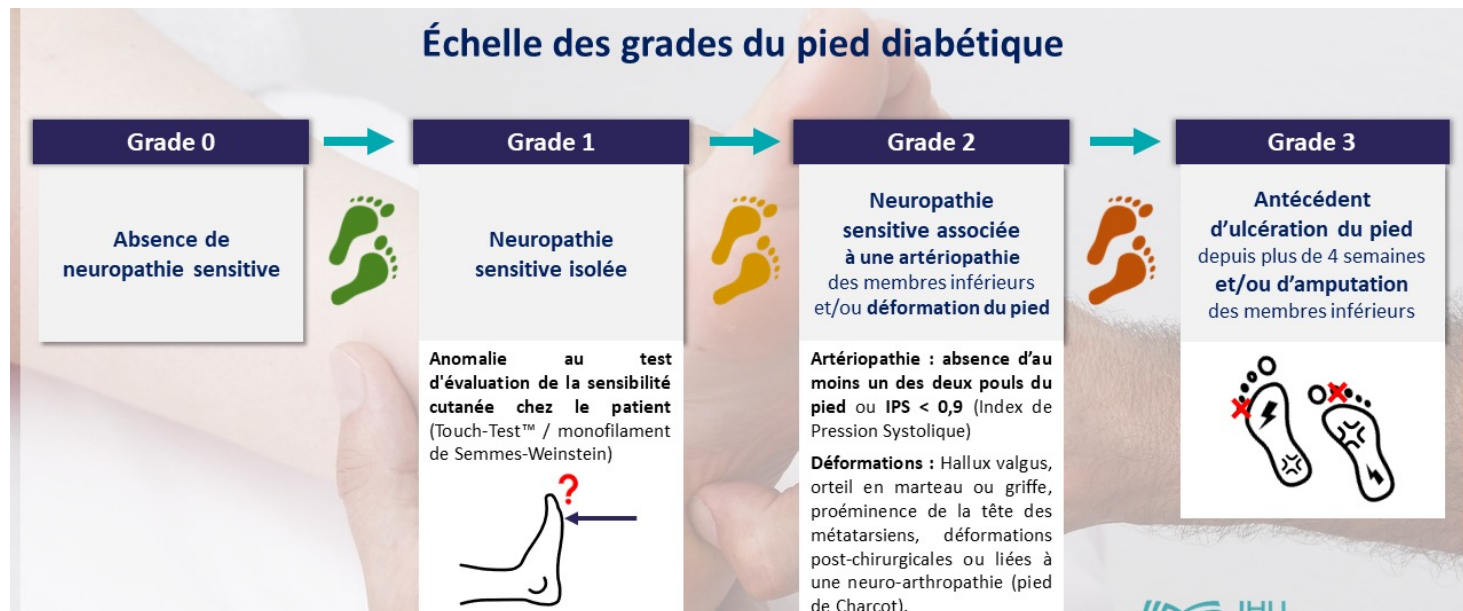 Échelle des grades du pied diabétique
Grade 0
Absence de
neuropathie sensitive
Grade 1
Neuropathie
sensitive isolée
Anomalie au test
d'évaluation de la sensibilité
cutanée chez le patient
(Touch-Test™ / monofilament
de Semmes-Weinstein)
?
Grade 2
Neuropathie
sensitive associée
à une artériopathie
des membres inférieurs
et/ou déformation du pied
Artériopathie : absence d'au
moins un des deux pouls du
pied ou IPS < 0,9 (Index de
Pression Systolique)
Déformations : Hallux valgus,
orteil en marteau ou griffe,
proéminence de la tête des
métatarsiens, déformations
post-chirurgicales ou liées à
une neuro-arthropathie (pied
de Charcot).
Grade 3
Antécédent
d'ulcération du pied
depuis plus de 4 semaines
et/ou d'amputation
des membres inférieurs